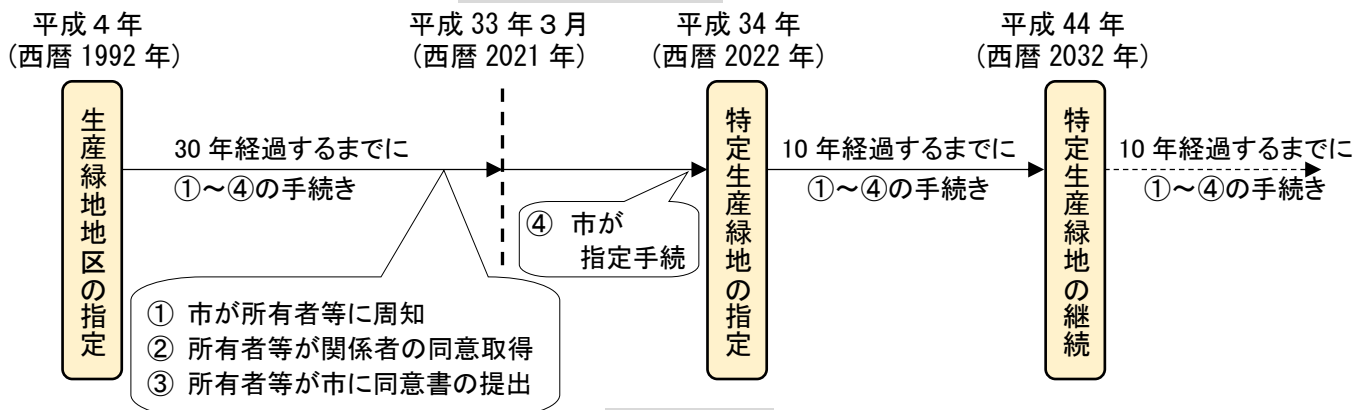 平成４年
（西暦 1992 年）
平成 33 年３月
（西暦 2021 年）
平成 34 年
（西暦 2022 年）
平成 44 年
（西暦 2032 年）
生産緑地地区の指定
30 年経過するまでに
①～④の手続き
④ 市が
指定手続
特定生産緑地の指定
10 年経過するまでに
①～④の手続き
特定生産緑地の継続
10 年経過するまでに
①～④の手続き
① 市が所有者等に周知
② 所有者等が関係者の同意取得
③ 所有者等が市に同意書の提出